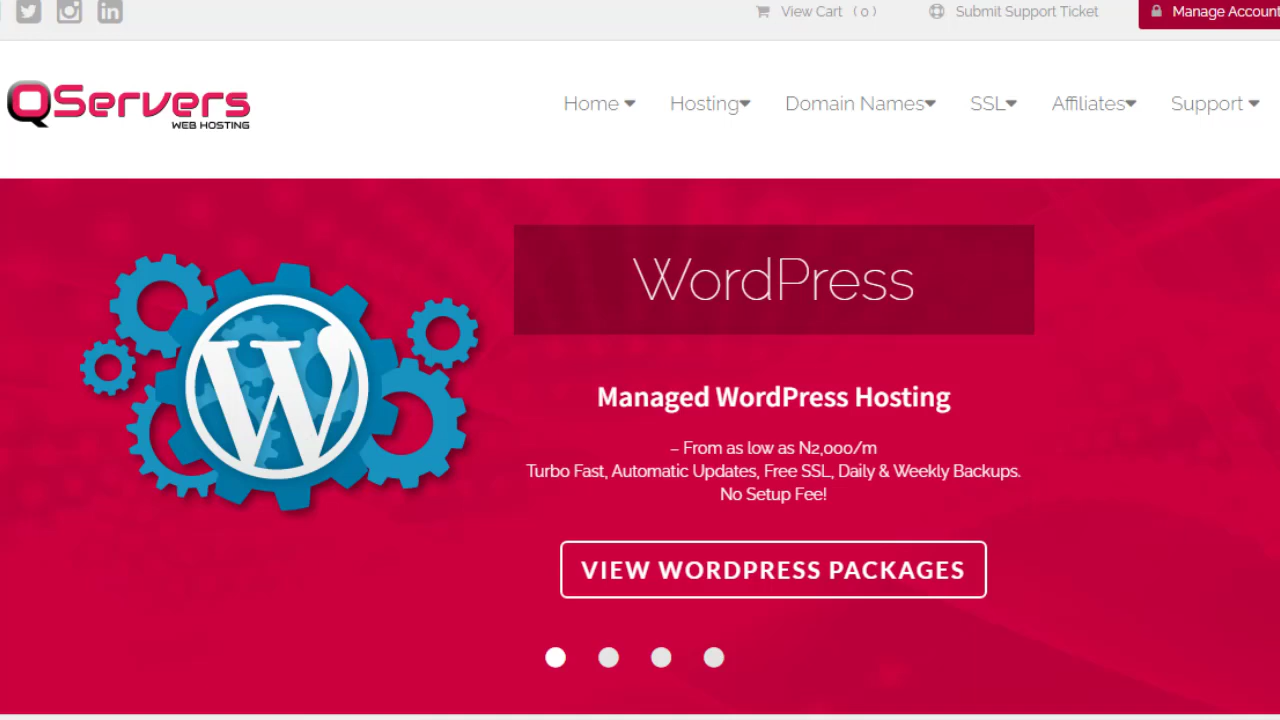 View Cart ( 0 ) Submit Support Ticket Manage Account
QServers
WEB HOSTING
Home Hosting Domain Names SSL Affiliates Support
W
WordPress
Managed WordPress Hosting
– From as low as N2,000/m
Turbo Fast, Automatic Updates, Free SSL, Daily & Weekly Backups.
No Setup Fee!
VIEW WORDPRESS PACKAGES